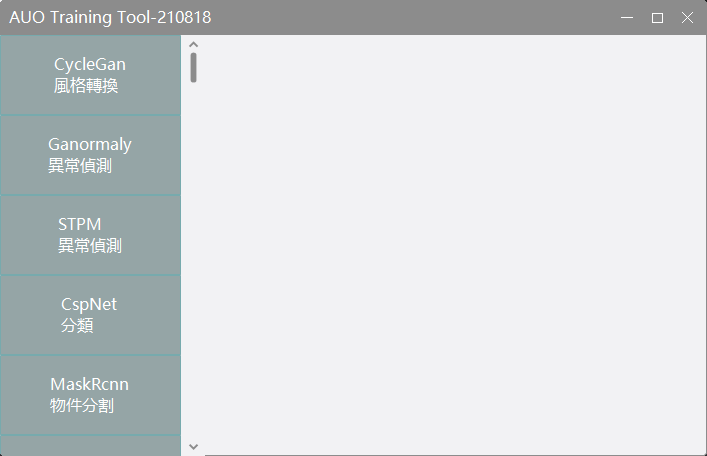 AUO Training Tool-210818
CycleGan
風格轉換
Ganormaly
異常偵測
STPM
異常偵測
CspNet
分類
MaskRcnn
物件分割